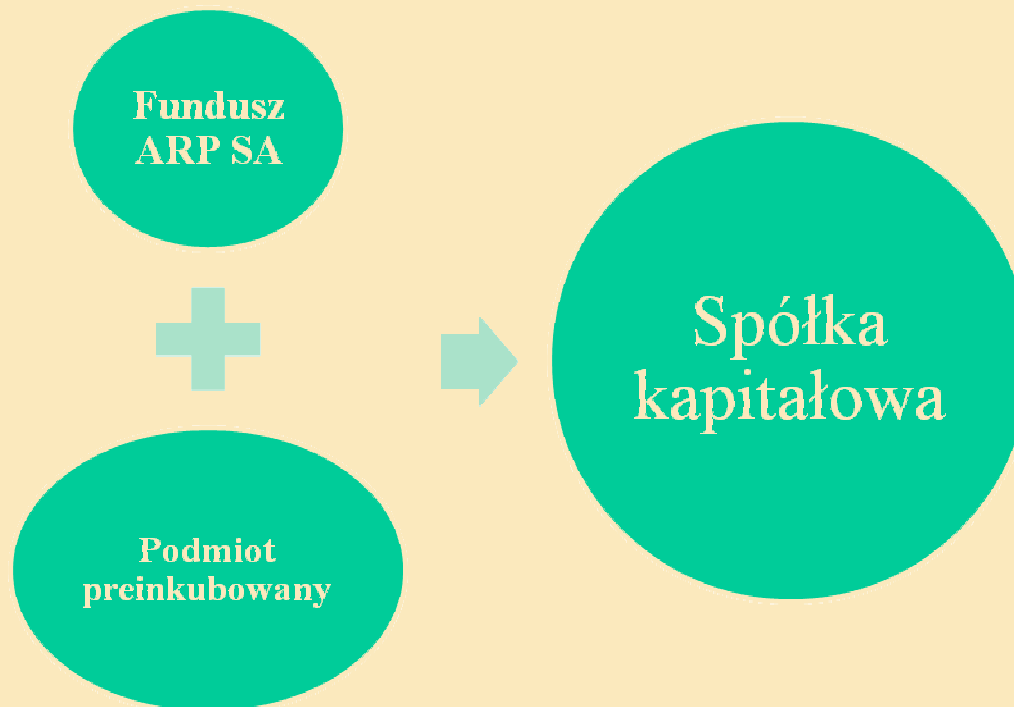 Fundusz
ARP SA
Podmiot
preinkubowany
Spółka
kapitałowa